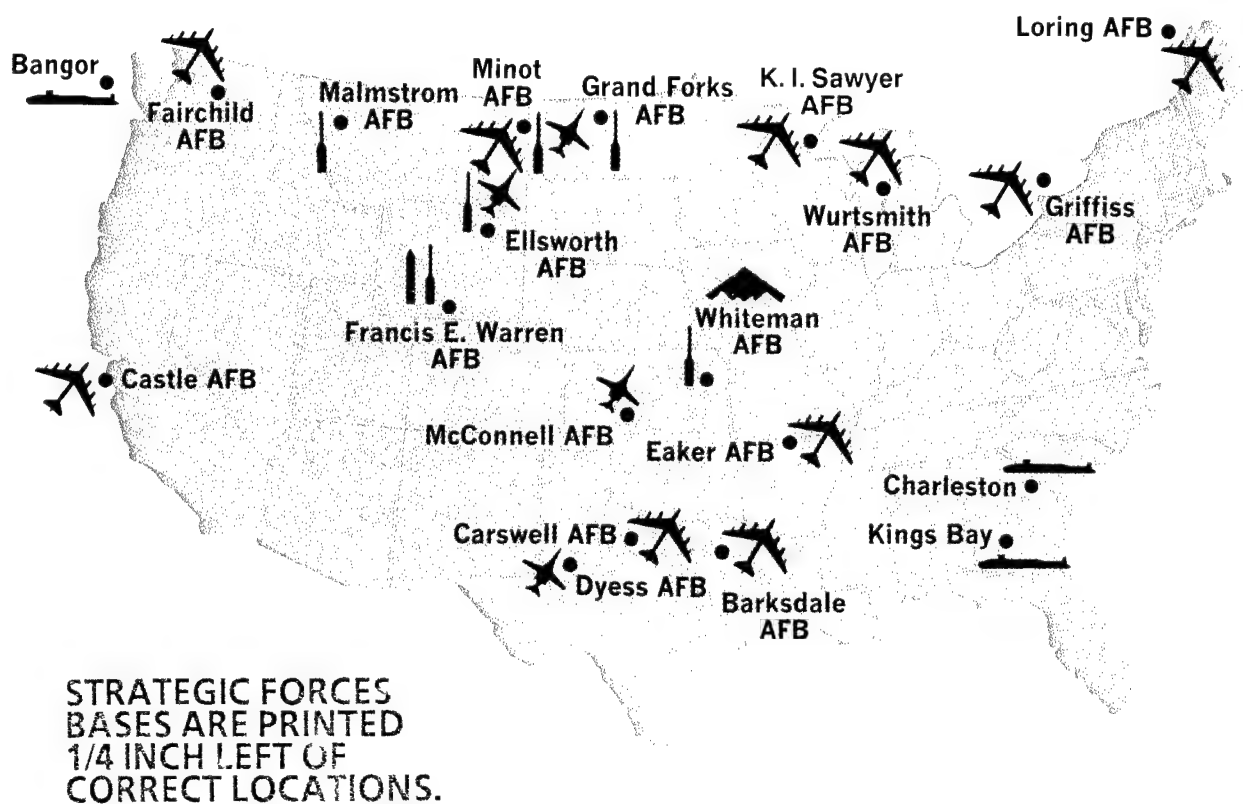 Loring AFB
Bangor
Fairchild
AFB
Malmstrom
AFB
Minot
AFB
Grand Forks
AFB
K. I. Sawyer
AFB
Wurtsmith
AFB
Griffiss
AFB
Ellsworth
AFB
Francis E. Warren
AFB
Whiteman
AFB
Castle AFB
McConnell AFB
Eaker AFB
Charleston
Kings Bay
Carswell AFB
Dyess AFB
Barksdale
AFB
STRATEGIC FORCES
BASES ARE PRINTED
1/4 INCH LEFT OF
CORRECT LOCATIONS.